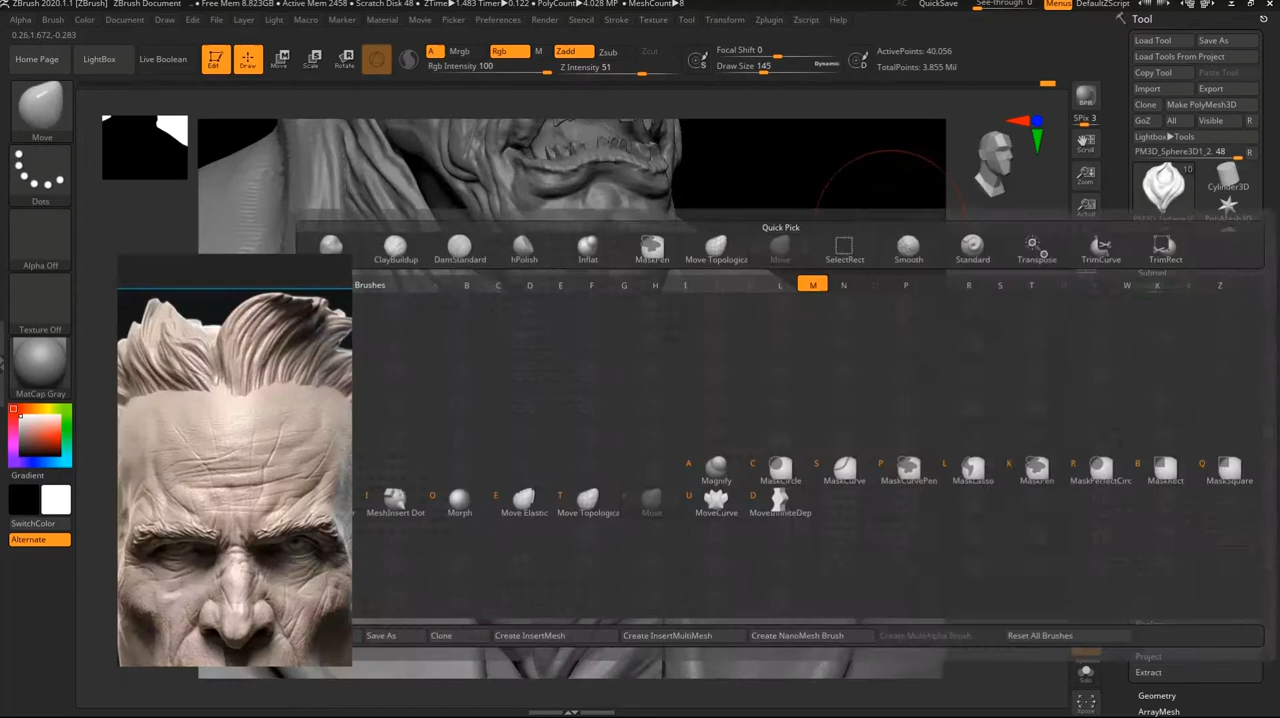 ZBrush 2020.1.1 [ZBrush] ZBrush Document . • Free Mem 8.823GB • Active Mem 2458 • Scratch Disk 48 • ZTime▶1.483 Timer▶0.122 • PolyCount▶4.028 MP • MeshCount▶8
AC QuickSave See-through 0 Menus DefaultZScript
Alpha Brush Color Document Draw Edit File Layer Light Macro Marker Material Movie Picker Preferences Render Stencil Stroke Texture Tool Transform Zplugin Zscript Help
Tool
0.26,1.672,-0.283
Home Page LightBox Live Boolean Edit Draw Move Scale Rotate
A Mrgb Rgb M Zadd Zsub Zcut
Rgb Intensity 100 Z Intensity 51
Focal Shift 0
Draw Size 145 Dynamic
S D
ActivePoints: 40,056
TotalPoints: 3.855 Mil
Load Tool Save As
Load Tools From Project
Copy Tool Paste Tool
Import Export
Clone Make PolyMesh3D
GoZ All Visible R
Lightbox▶Tools
PM3D_Sphere3D1_2. 48 R
10
Cylinder3D
Move
Dots
Alpha Off
Texture Off
MatCap Gray
Gradient
SwitchColor
Alternate
BPR
SPix 3
Scroll
Zoom
Actual
Quick Pick
ClayBuildup DamStandard hPolish Inflat MaskPen Move Topologica Move SelectRect Smooth Standard Transpose TrimCurve TrimRect
Brushes A B C D E F G H I L M N P R S T W X Z
A Magnify C MaskCircle S MaskCurve P MaskCurvePen L MaskLasso K MaskPen R MaskPerfectCirc B MaskRect Q MaskSquare
I MeshInsert Dot O Morph E Move Elastic T Move Topologica Move U MoveCurve D MoveInfiniteDep
Save As Clone Create InsertMesh Create InsertMultiMesh Create NanoMesh Brush Create MultiAlpha Brush Reset All Brushes
Solo
Xpose
Project
Extract
Geometry
ArrayMesh